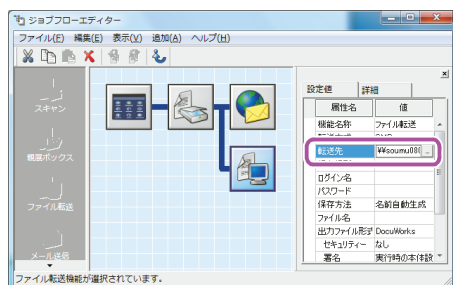 ジョブフローエディター
ファイル(F) 編集(E) 表示(V) 追加(A) ヘルプ(H)
設定値 詳細
属性名 値
機能名称 ファイル転送
転送先 ¥¥soumu08(
ログイン名
パスワード
保存方法 名前自動生成
ファイル名
出力ファイル形式 DocuWorks
セキュリティー なし
署名 実行時の本体設
スキャン
親展ボックス
ファイル転送
メール送信
ファイル転送機能が選択されています。